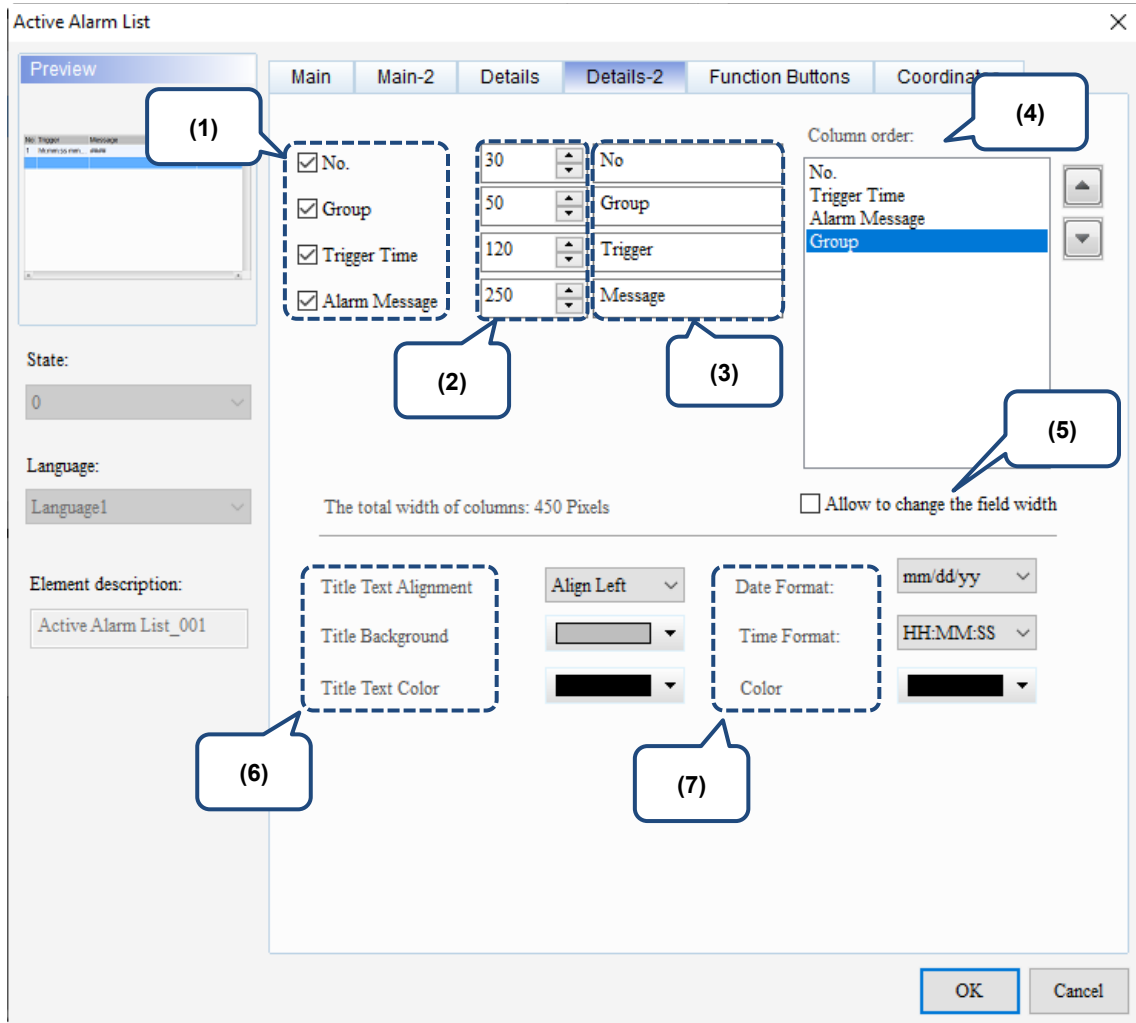 Active Alarm List
Preview
No Trigger Message
1
Main
Main-2
Details
Details-2
Function Buttons
(1)
(4)
No.
30
No
Group
50
Group
Trigger Time
120
Trigger
Alarm Message
250
Message
Column order:
No.
Trigger Time
Alarm Message
Group
(2)
(3)
(5)
State:
0
Language:
Language1
The total width of columns: 450 Pixels
Allow to change the field width
Element description:
Active Alarm List_001
Title Text Alignment
Align Left
Date Format:
mm/dd/yy
Title Background
Time Format:
HH:MM:SS
Title Text Color
Color
(6)
(7)
OK
Cancel